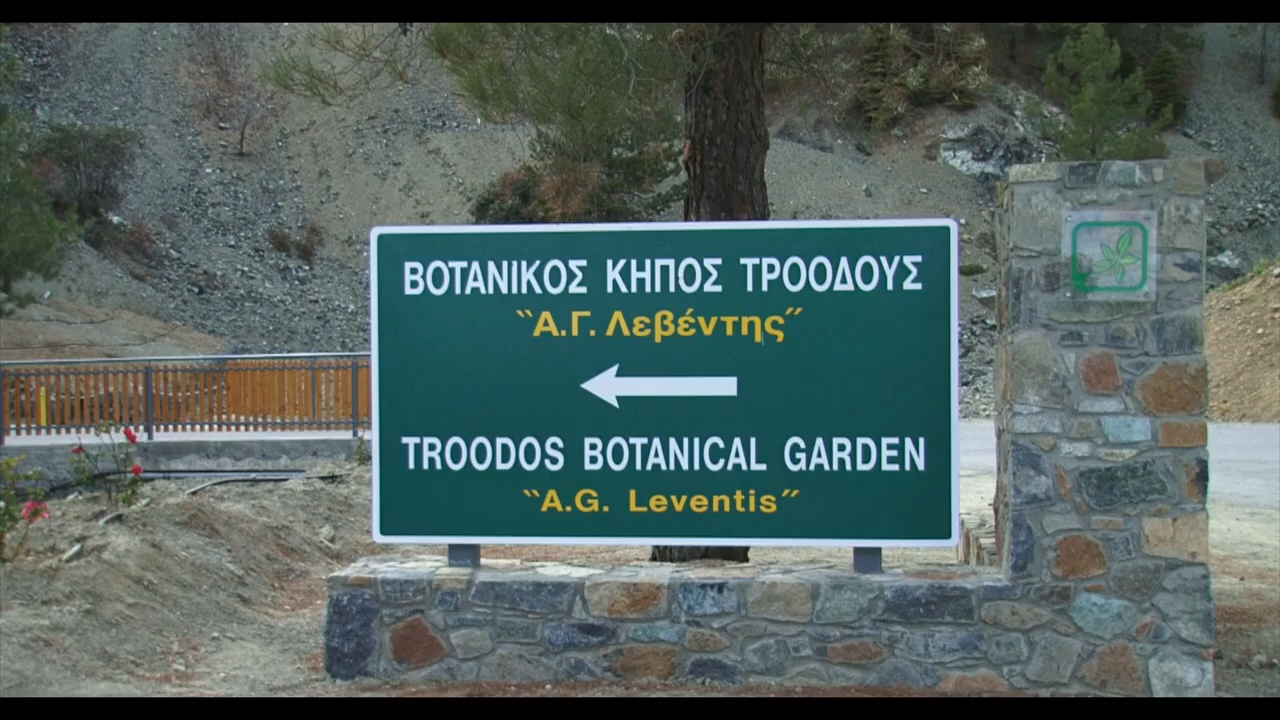 ΒΟΤΑΝΙΚΟΣ ΚΗΠΟΣ ΤΡΟΟΔΟΥΣ
"Α.Γ. Λεβέντης"
TROODOS BOTANICAL GARDEN
"A.G. Leventis"